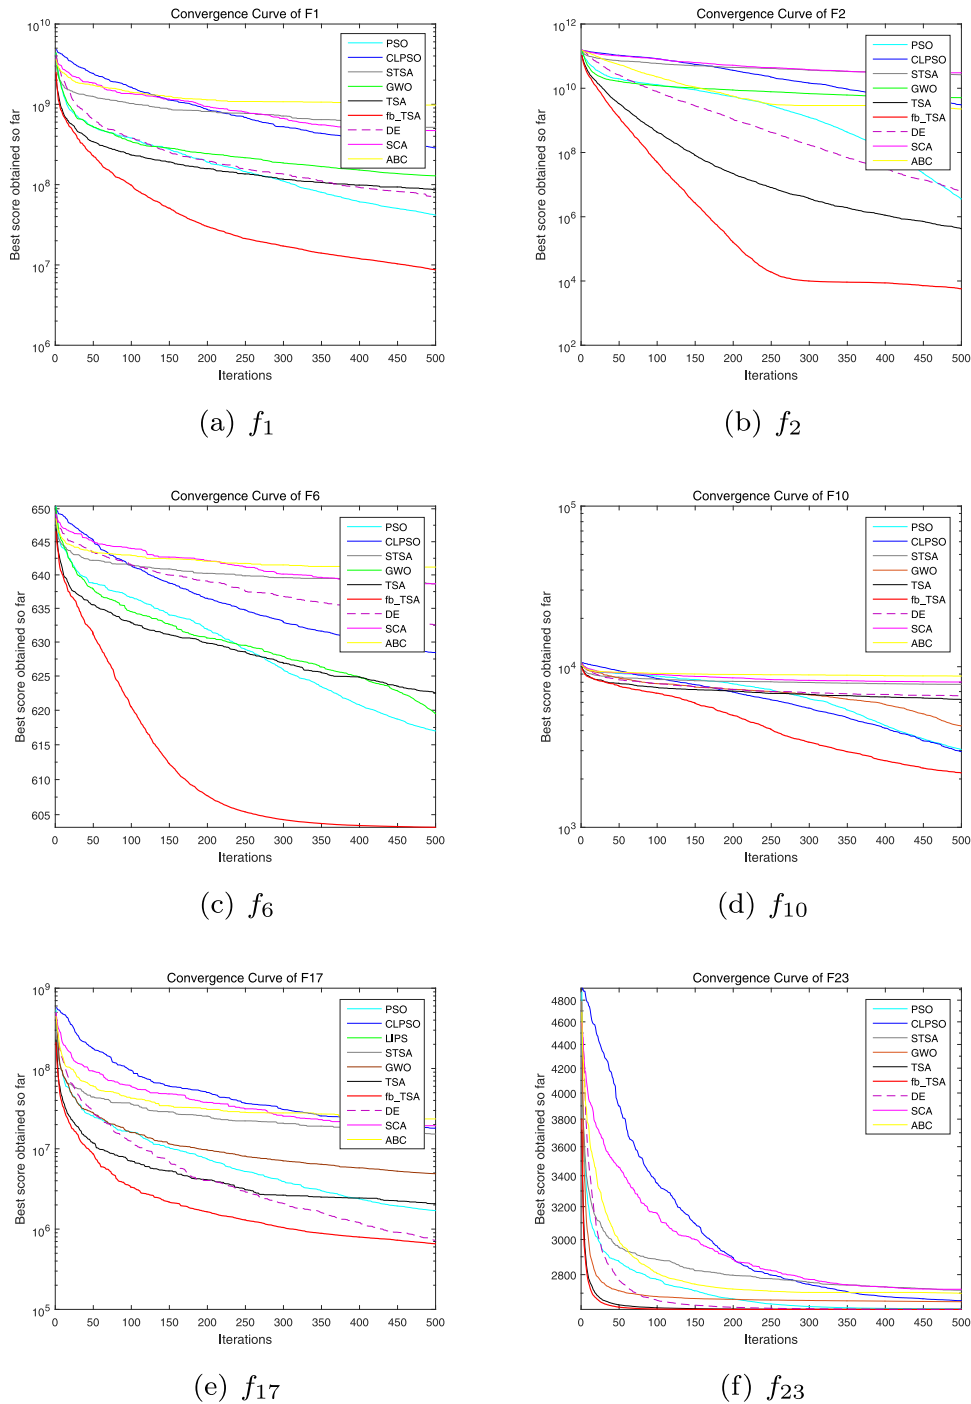 Convergence Curve of F1
10^10
10^9
10^8
10^7
10^6
Best score obtained so far
0 50 100 150 200 250 300 350 400 450 500
Iterations
PSO
CLPSO
STSA
GWO
TSA
fb_TSA
DE
SCA
ABC
(a) f1
Convergence Curve of F2
10^12
10^10
10^8
10^6
10^4
10^2
Best score obtained so far
0 50 100 150 200 250 300 350 400 450 500
Iterations
PSO
CLPSO
STSA
GWO
TSA
fb_TSA
DE
SCA
ABC
(b) f2
Convergence Curve of F6
650
645
640
635
630
625
620
615
610
605
Best score obtained so far
0 50 100 150 200 250 300 350 400 450 500
Iterations
PSO
CLPSO
STSA
GWO
TSA
fb_TSA
DE
SCA
ABC
(c) f6
Convergence Curve of F10
10^5
10^4
10^3
Best score obtained so far
0 50 100 150 200 250 300 350 400 450 500
Iterations
PSO
CLPSO
STSA
GWO
TSA
fb_TSA
DE
SCA
ABC
(d) f10
Convergence Curve of F17
10^9
10^8
10^7
10^6
10^5
Best score obtained so far
0 50 100 150 200 250 300 350 400 450 500
Iterations
PSO
CLPSO
LIPS
STSA
GWO
TSA
fb_TSA
DE
SCA
ABC
(e) f17
Convergence Curve of F23
4800
4600
4400
4200
4000
3800
3600
3400
3200
3000
2800
Best score obtained so far
0 50 100 150 200 250 300 350 400 450 500
Iterations
PSO
CLPSO
STSA
GWO
TSA
fb_TSA
DE
SCA
ABC
(f) f23